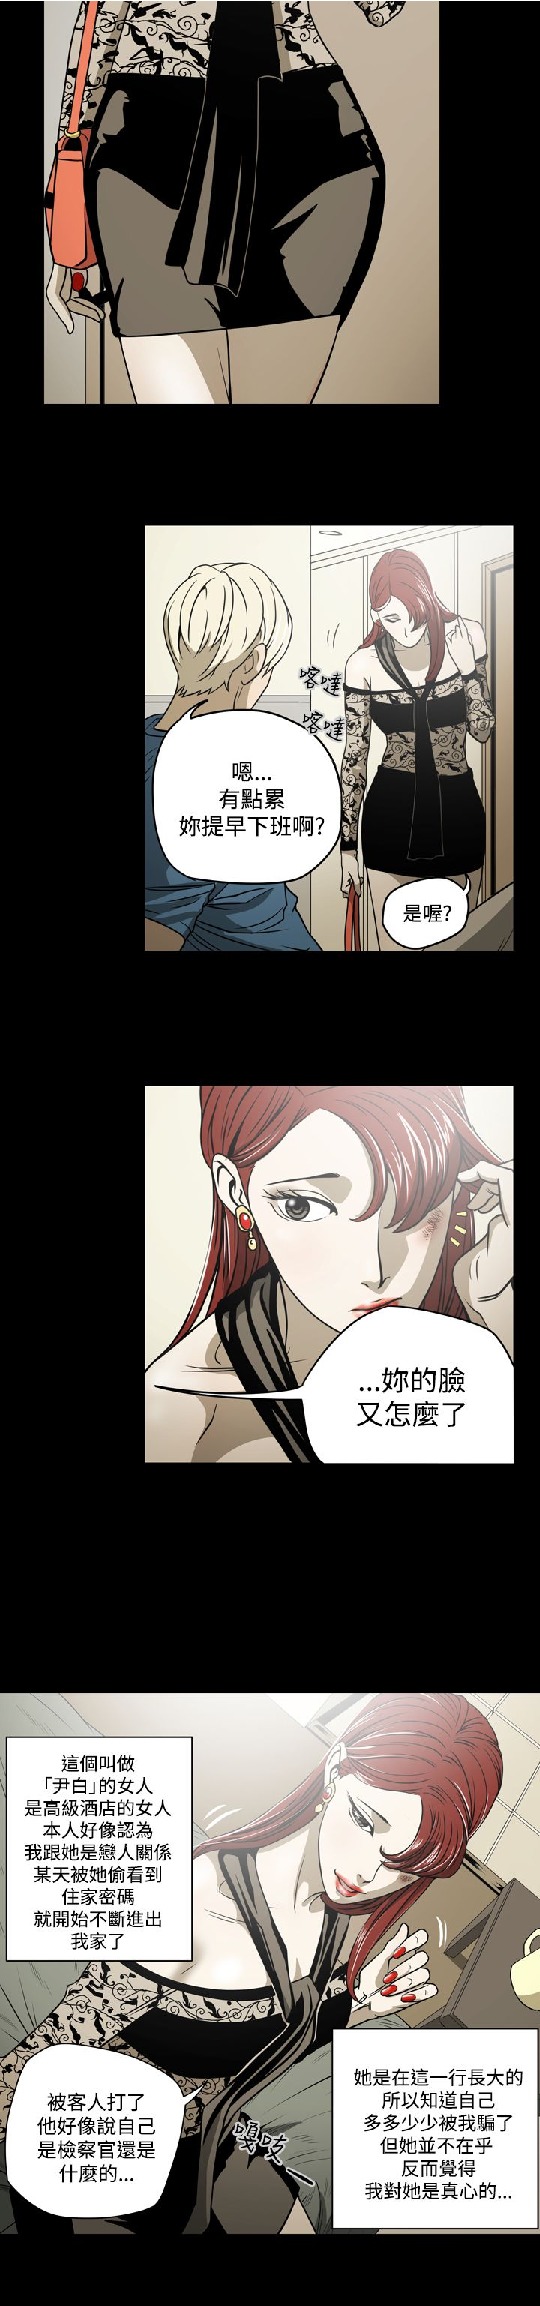 喀噠
喀噠
嗯...
有點累
妳提早下班啊?
是喔?
...妳的臉
又怎麼了
這個叫做
「尹白」的女人
是高級酒店的女人
本人好像認為
我跟她是戀人關係
某天被她偷看到
住家密碼
就開始不斷進出
我家了
被客人打了
他好像說自己
是檢察官還是
什麼的...
嘎吱
她是在這一行長大的
所以知道自己
多多少少被我騙了
但她並不在乎
反而覺得
我對她是真心的...